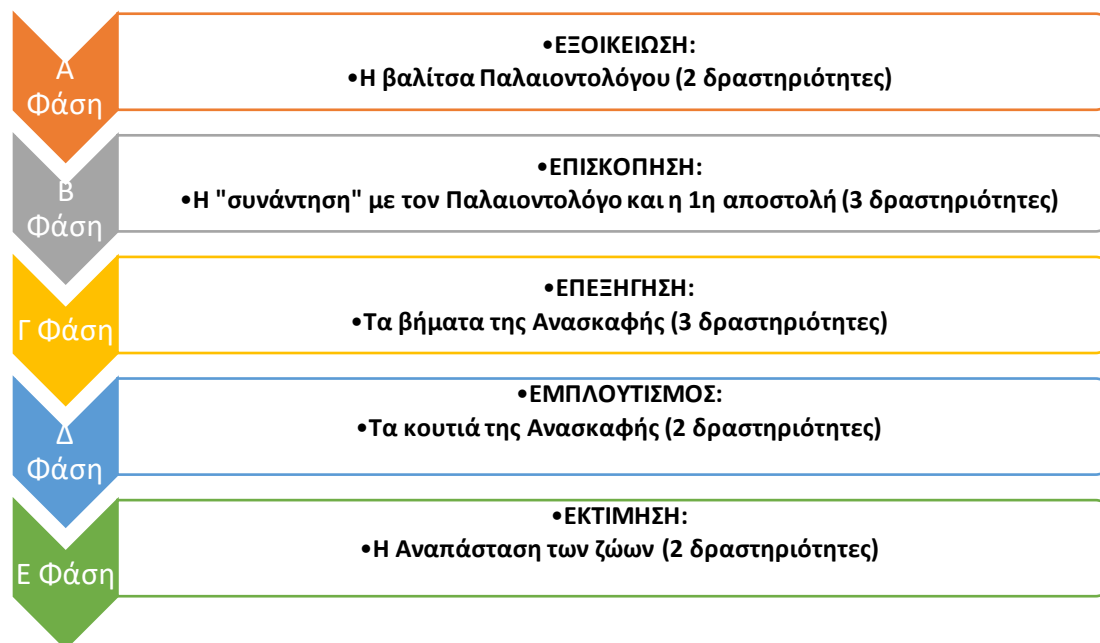 Α
Φάση
•ΕΞΟΙΚΕΙΩΣΗ:
•Η βαλίτσα Παλαιοντολόγου (2 δραστηριότητες)
Β
Φάση
•ΕΠΙΣΚΟΠΗΣΗ:
•Η "συνάντηση" με τον Παλαιοντολόγο και η 1η αποστολή (3 δραστηριότητες)
Γ Φάση
•ΕΠΕΞΗΓΗΣΗ:
•Τα βήματα της Ανασκαφής (3 δραστηριότητες)
Δ
Φάση
•ΕΜΠΛΟΥΤΙΣΜΟΣ:
•Τα κουτιά της Ανασκαφής (2 δραστηριότητες)
Ε Φάση
•ΕΚΤΙΜΗΣΗ:
•Η Αναπάσταση των ζώων (2 δραστηριότητες)